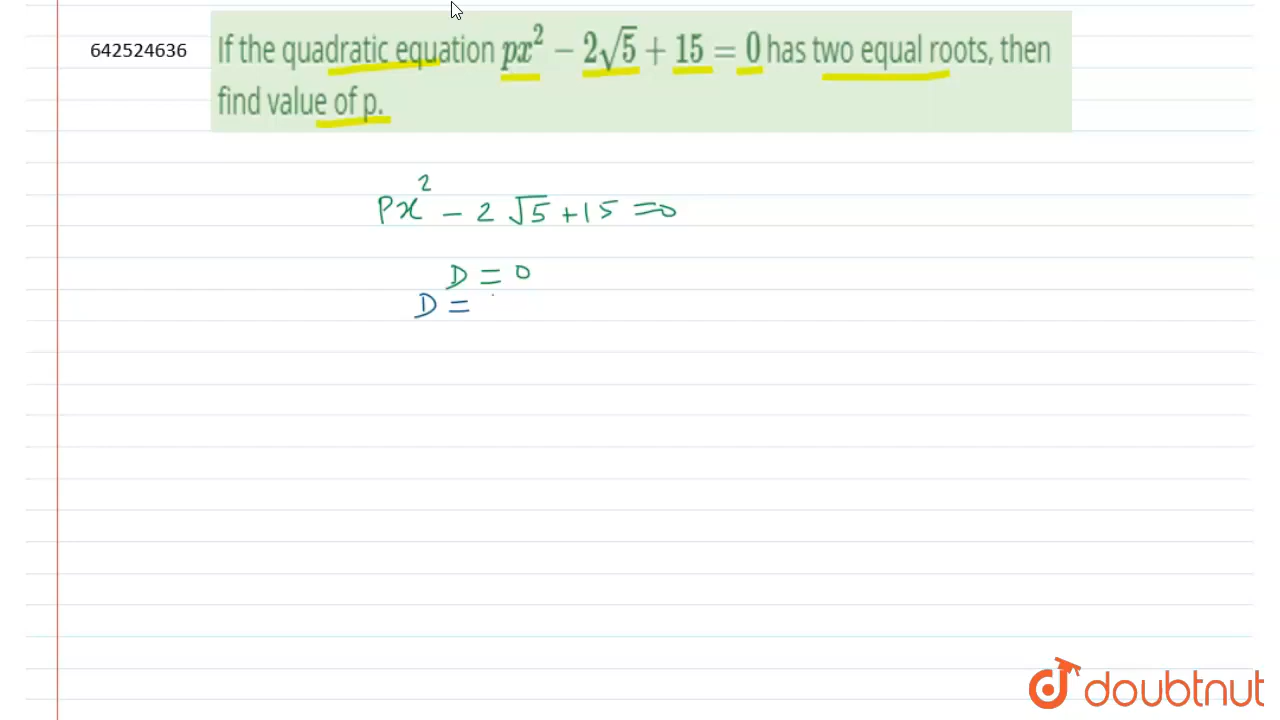 642524636 If the quadratic equation px² − 2√5 + 15 = 0 has two equal roots, then
find value of p.
Px² − 2√5 + 15 = 0
D = 0
D =
doubtnut